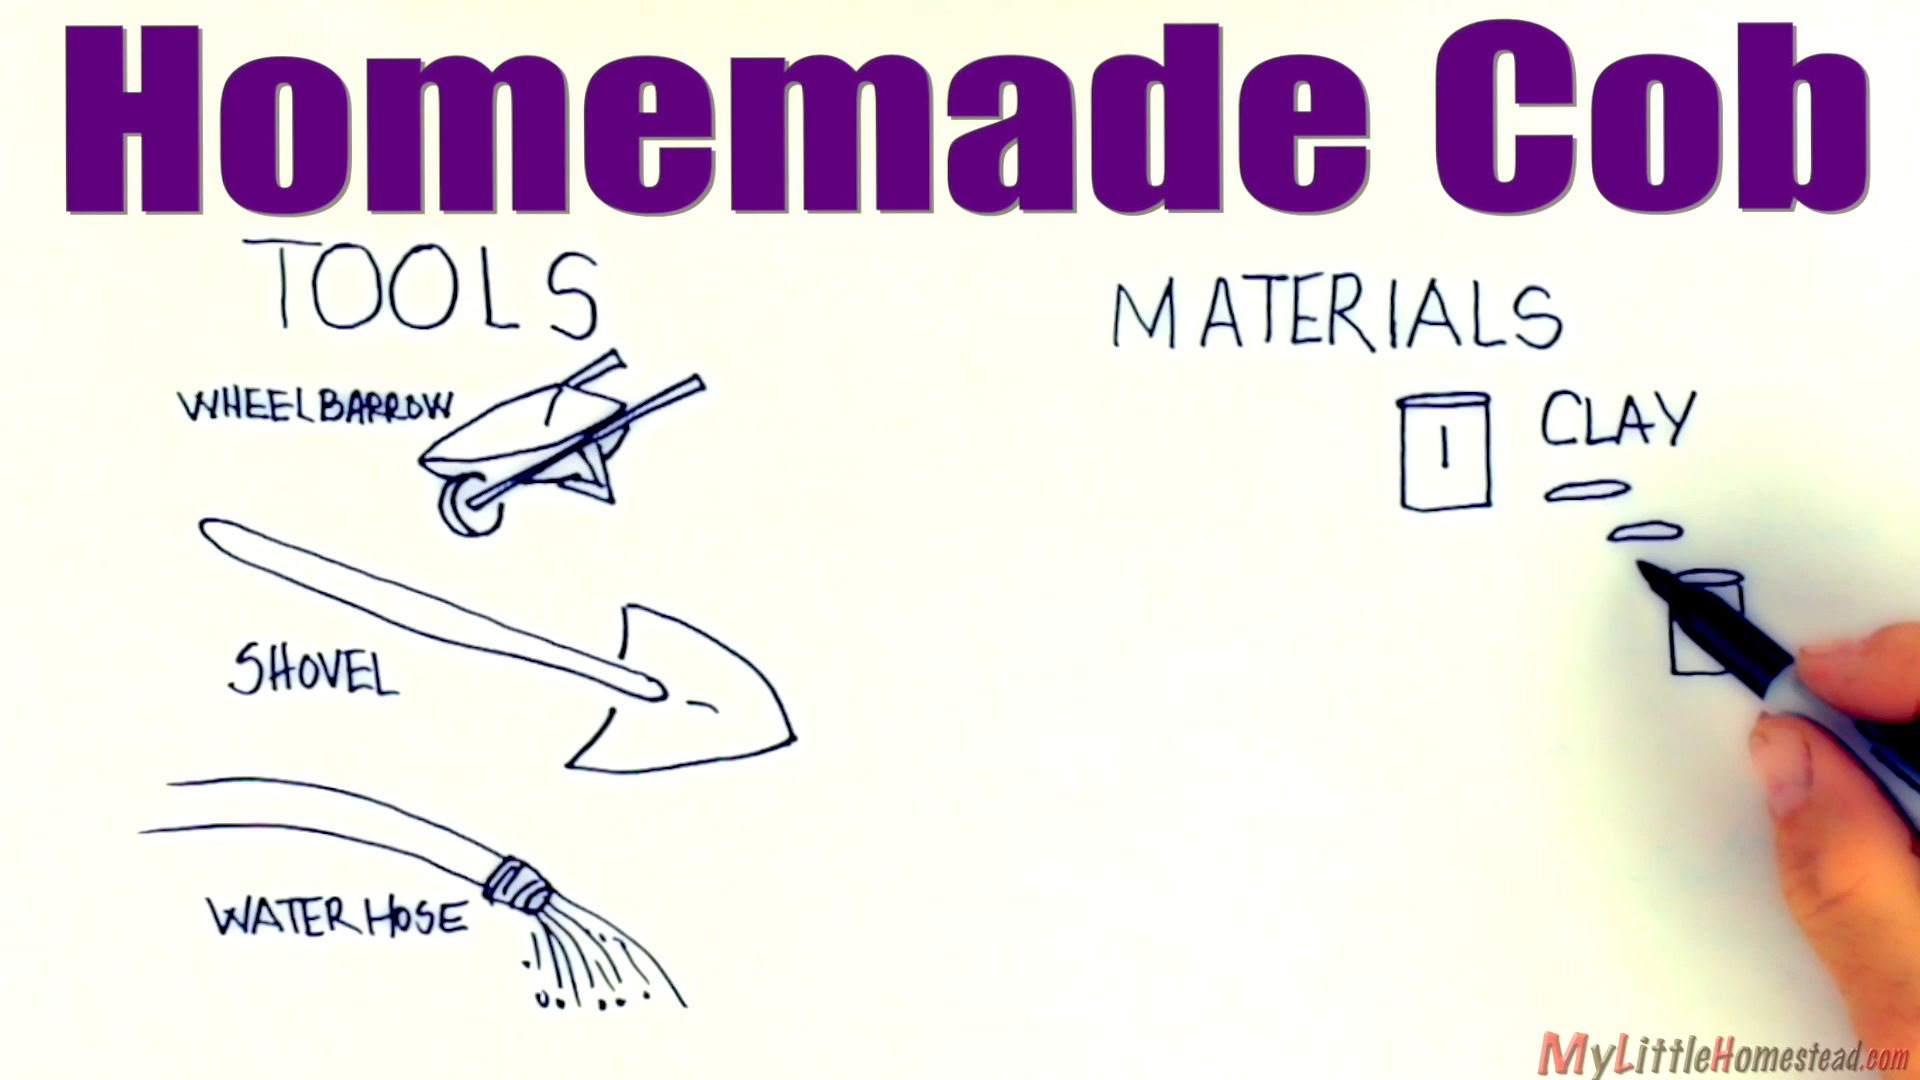 Homemade Cob
TOOLS
WHEELBARROW
SHOVEL
WATER HOSE
MATERIALS
1 CLAY
MyLittleHomestead.com